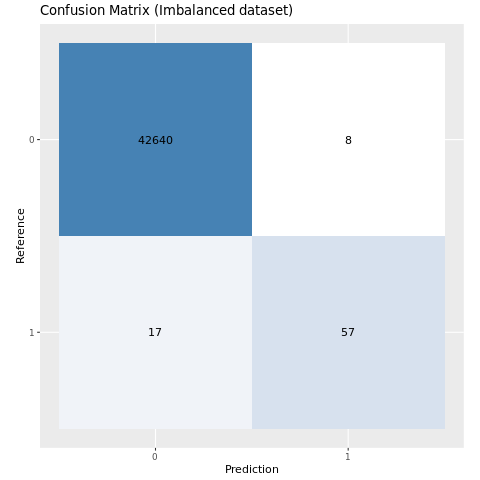 Confusion Matrix (Imbalanced dataset)
Reference
0
42640
8
1
17
57
0
1
Prediction